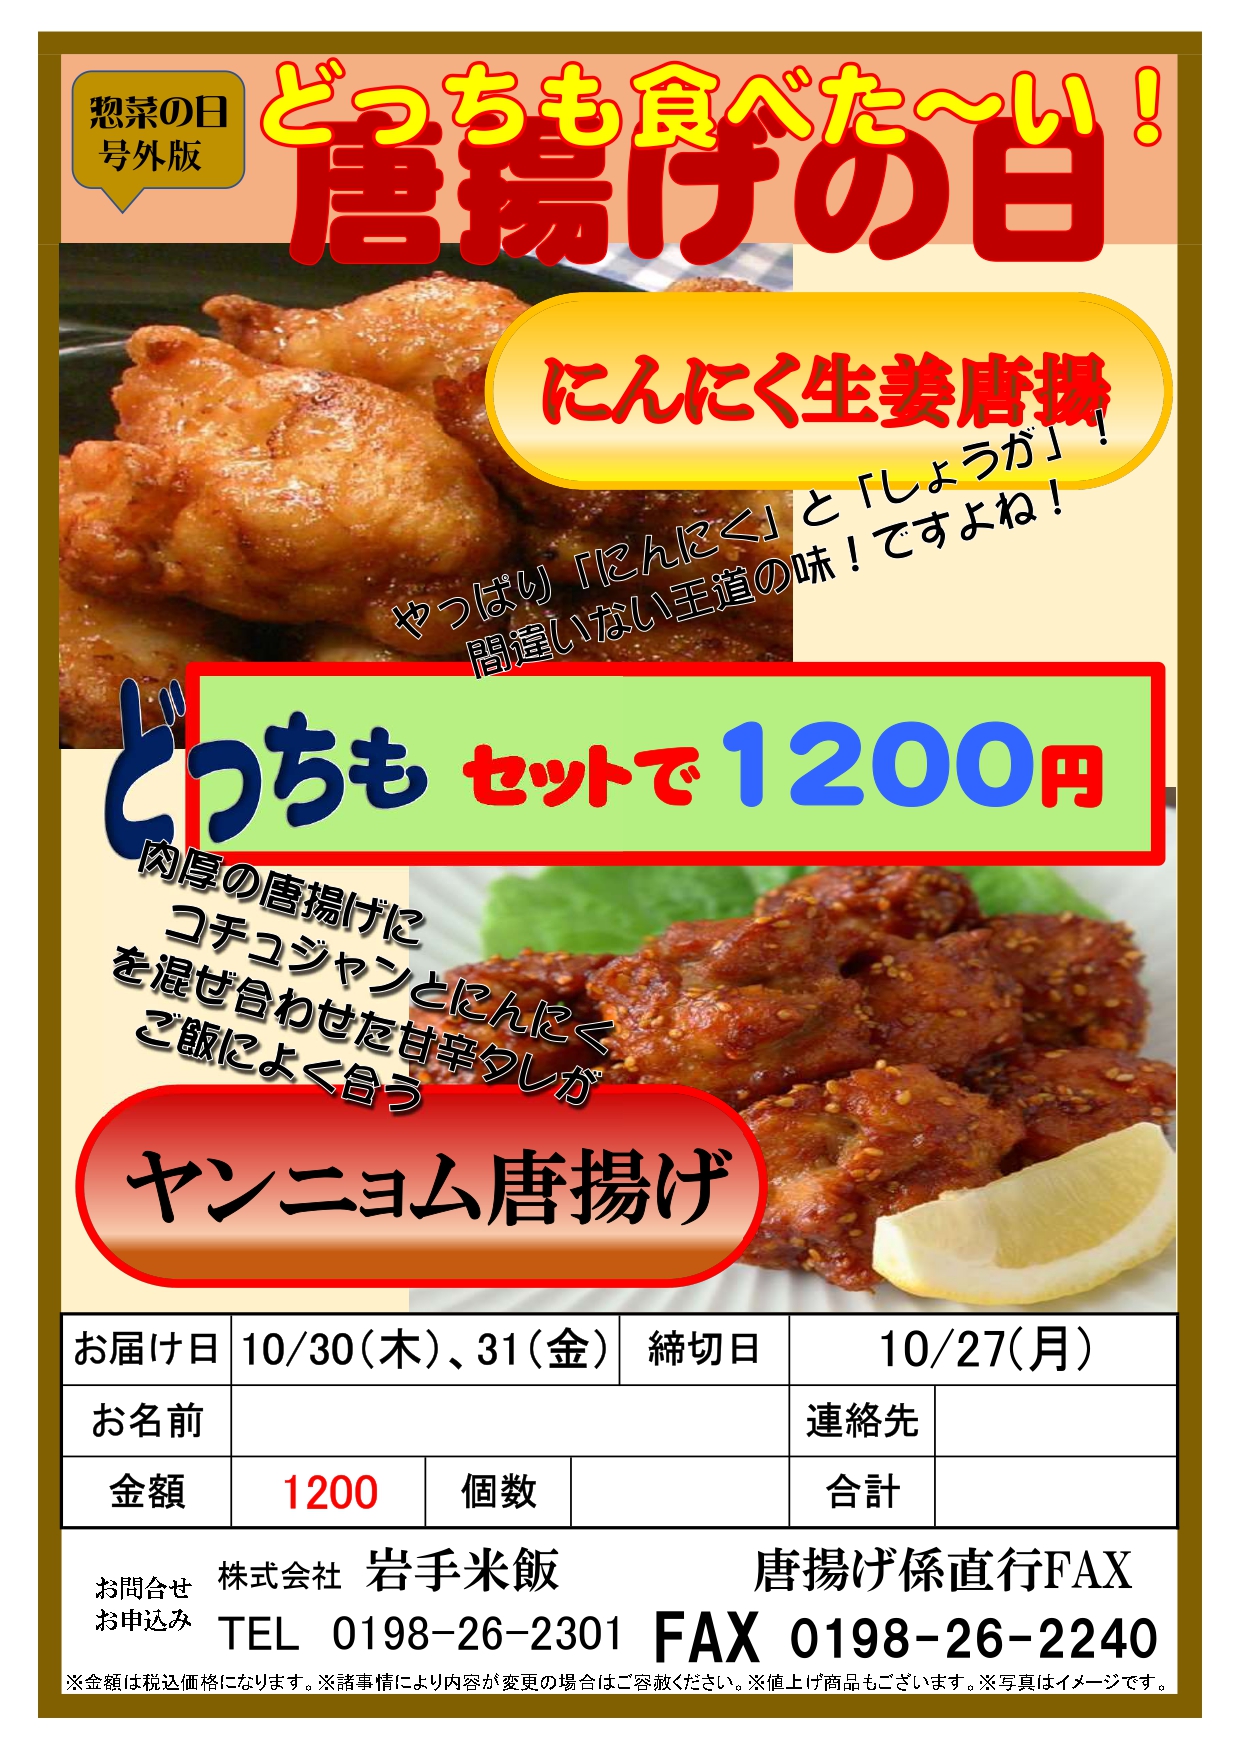 惣菜の日
号外版
どっちも食べた～い！
唐揚げの日
にんにく生姜唐揚
やっぱり「にんにく」と「しょうが」！
間違いない王道の味！ですよね！
どっちも セットで1200円
肉厚の唐揚げに
コチュジャンとにんにく
を混ぜ合わせた甘辛タレが
ご飯によく合う
ヤンニョム唐揚げ
お届け日 10/30(木)、31(金) 締切日 10/27(月)
お名前 連絡先
金額 1200 個数 合計
お問合せ
お申込み
株式会社 岩手米飯 唐揚げ係直行FAX
TEL 0198-26-2301 FAX 0198-26-2240
※金額は税込価格になります。※諸事情により内容が変更の場合はご容赦ください。※値上げ商品もございます。※写真はイメージです。